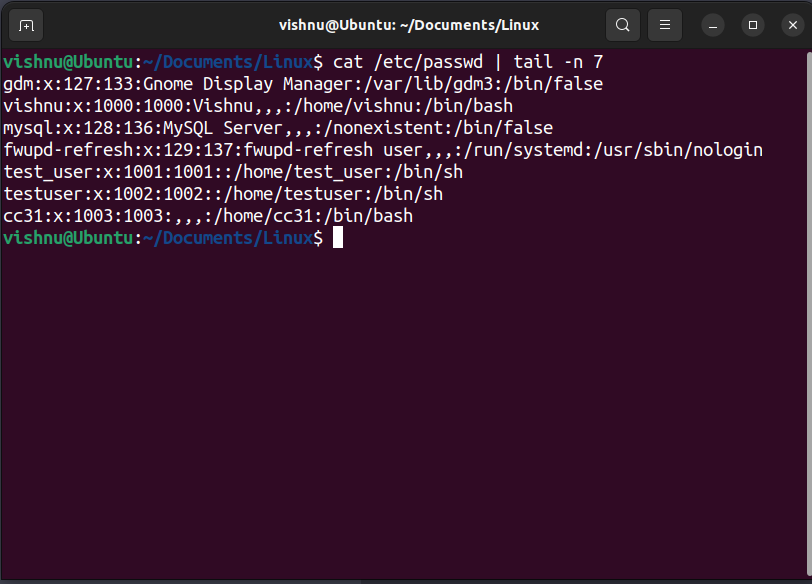 vishnu@Ubuntu: ~/Documents/Linux
vishnu@Ubuntu:~/Documents/Linux$ cat /etc/passwd | tail -n 7
gdm:x:127:133:Gnome Display Manager:/var/lib/gdm3:/bin/false
vishnu:x:1000:1000:Vishnu,,,:/home/vishnu:/bin/bash
mysql:x:128:136:MySQL Server,,,:/nonexistent:/bin/false
fwupd-refresh:x:129:137:fwupd-refresh user,,,:/run/systemd:/usr/sbin/nologin
test_user:x:1001:1001::/home/test_user:/bin/sh
testuser:x:1002:1002::/home/testuser:/bin/sh
cc31:x:1003:1003:,,,:/home/cc31:/bin/bash
vishnu@Ubuntu:~/Documents/Linux$